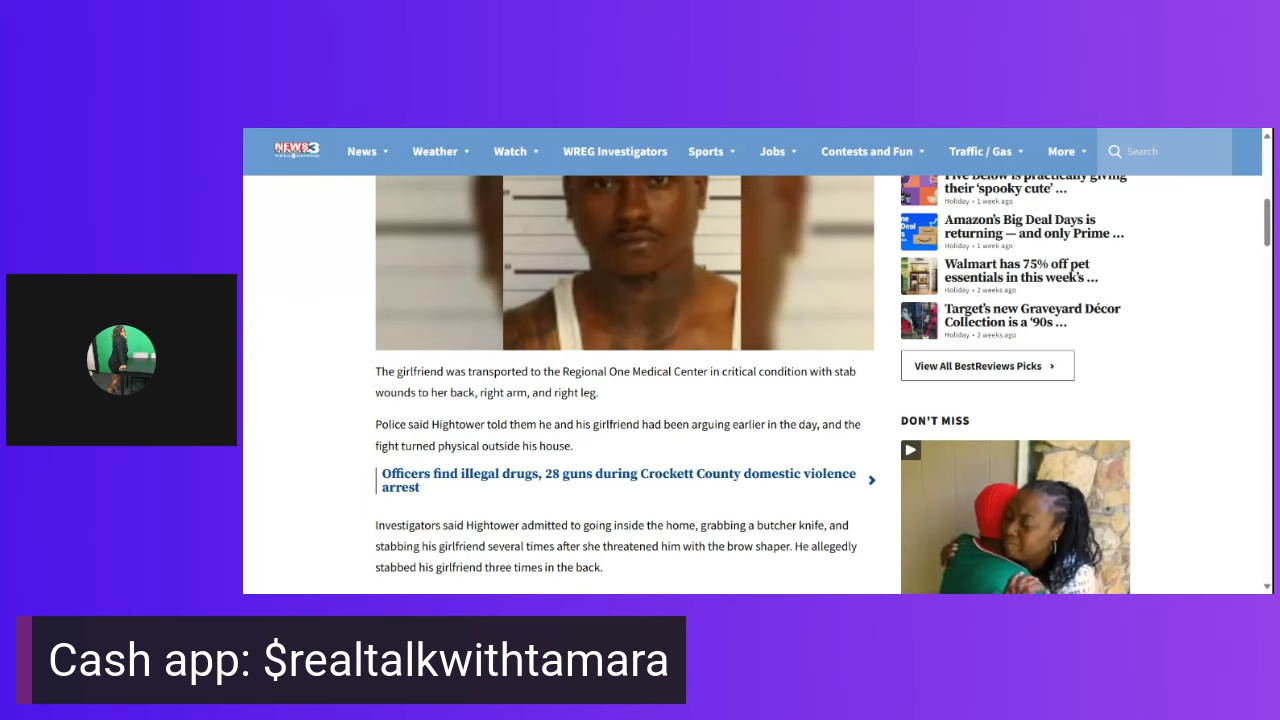 NEWS 3
News
Weather
Watch
WREG Investigators
Sports
Jobs
Contests and Fun
Traffic / Gas
More
Search
The girlfriend was transported to the Regional One Medical Center in critical condition with stab
wounds to her back, right arm, and right leg.
Police said Hightower told them he and his girlfriend had been arguing earlier in the day, and the
fight turned physical outside his house.
Officers find illegal drugs, 28 guns during Crockett County domestic violence
arrest
Investigators said Hightower admitted to going inside the home, grabbing a butcher knife, and
stabbing his girlfriend several times after she threatened him with the brow shaper. He allegedly
stabbed his girlfriend three times in the back.
Five Below is practically giving
their ‘spooky cute’ ...
Holiday • 1 week ago
Amazon’s Big Deal Days is
returning — and only Prime ...
Holiday • 1 week ago
Walmart has 75% off pet
essentials in this week’s ...
Holiday • 2 weeks ago
Target’s new Graveyard Décor
Collection is a ‘90s ...
Holiday • 2 weeks ago
View All BestReviews Picks
DON'T MISS
Cash app: $realtalkwithtamara